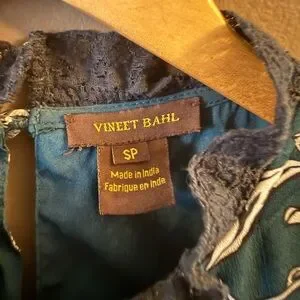 VINEET BAHL
SP
Made in India
Fabriqué en Inde